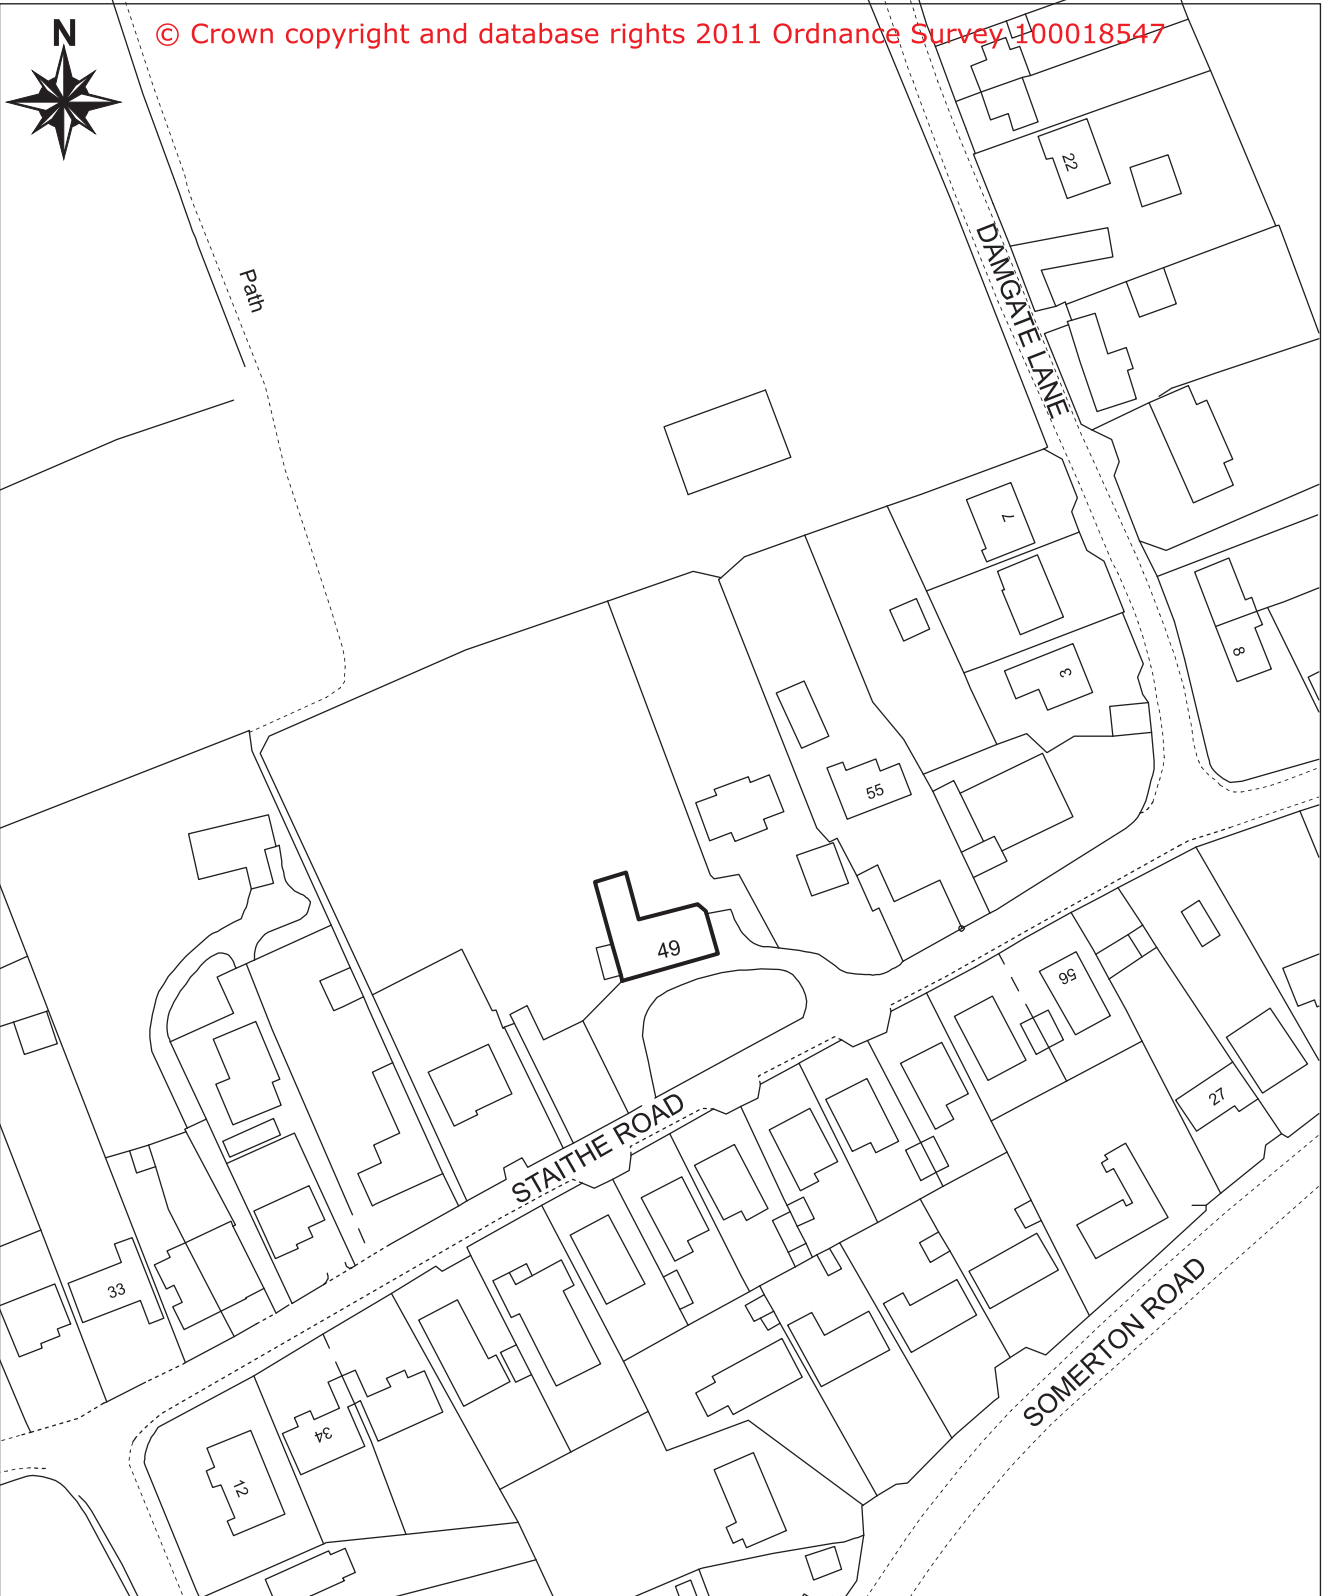 N
© Crown copyright and database rights 2011 Ordnance Survey 100018547
22
DAMGATE LANE
Path
7
3
8
55
49
56
27
STAITHE ROAD
33
SOMERTON ROAD
34
12